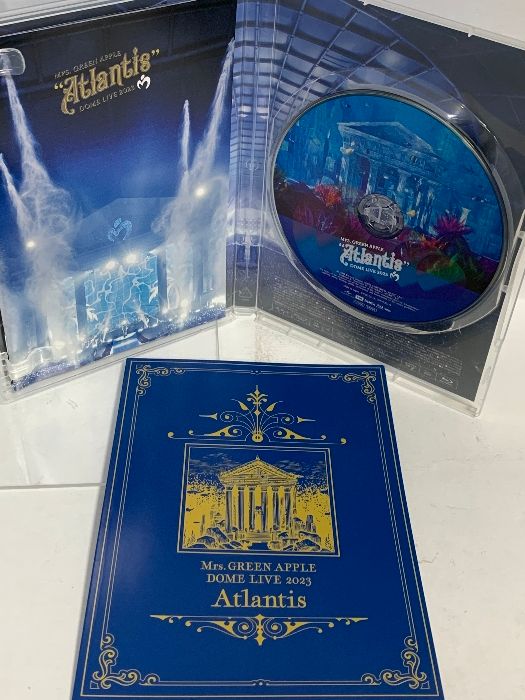 MRS. GREEN APPLE
"Atlantis"
DOME LIVE 2023
MRS. GREEN APPLE
"Atlantis"
DOME LIVE 2023
Mrs. GREEN APPLE
DOME LIVE 2023
Atlantis